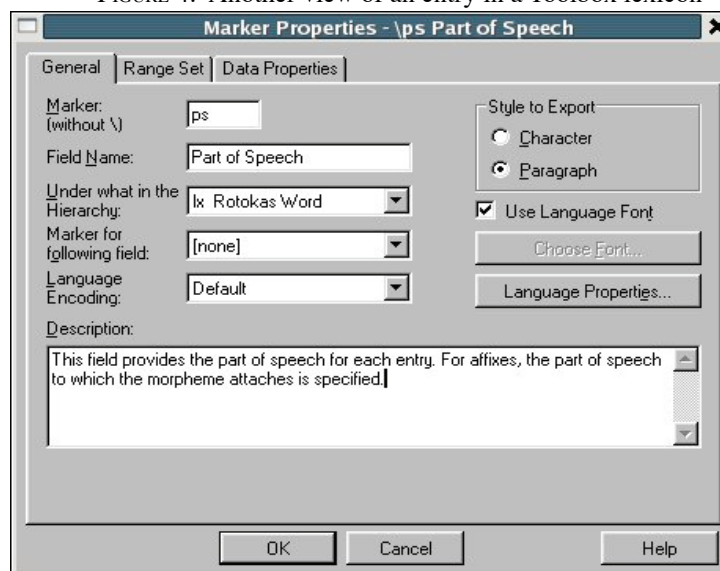 FIGURE 4. Another view of an entry in a Toolbox lexicon
Marker Properties - \ps Part of Speech
General
Range Set
Data Properties
Marker:
(without \)
ps
Field Name:
Part of Speech
Under what in the
Hierarchy:
lx Rotokas Word
Marker for
following field:
[none]
Language
Encoding:
Default
Style to Export
Character
Paragraph
Use Language Font
Choose Font...
Language Properties...
Description:
This field provides the part of speech for each entry. For affixes, the part of speech
to which the morpheme attaches is specified.
OK
Cancel
Help